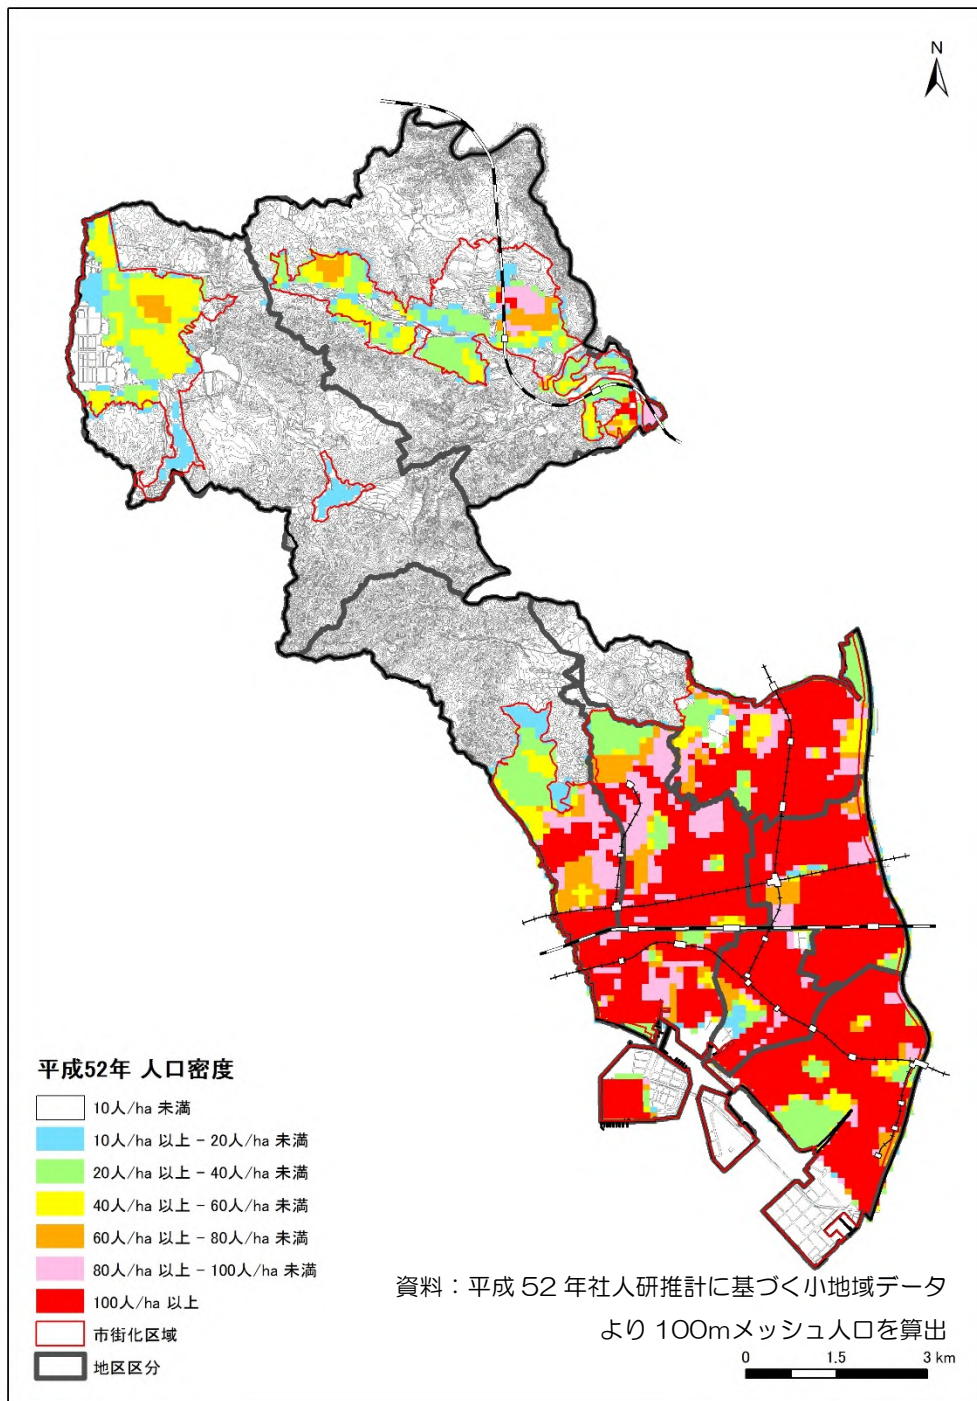 N
平成52年 人口密度
10人/ha 未満
10人/ha 以上 − 20人/ha 未満
20人/ha 以上 − 40人/ha 未満
40人/ha 以上 − 60人/ha 未満
60人/ha 以上 − 80人/ha 未満
80人/ha 以上 − 100人/ha 未満
100人/ha 以上
市街化区域
地区区分
資料：平成 52 年社人研推計に基づく小地域データ
より 100mメッシュ人口を算出
0 1.5 3 km